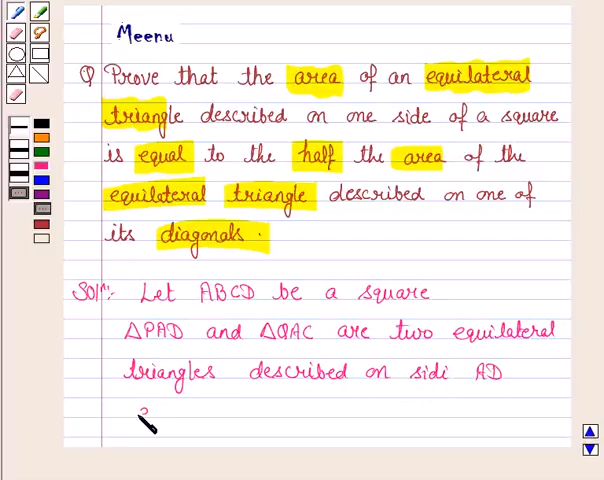 Meenu
Q Prove that the area of an equilateral
triangle described on one side of a square
is equal to the half the area of the
equilateral triangle described on one of
its diagonals.
Solⁿ:- Let ABCD be a square
△PAD and △QAC are two equilateral
triangles described on sidi AD